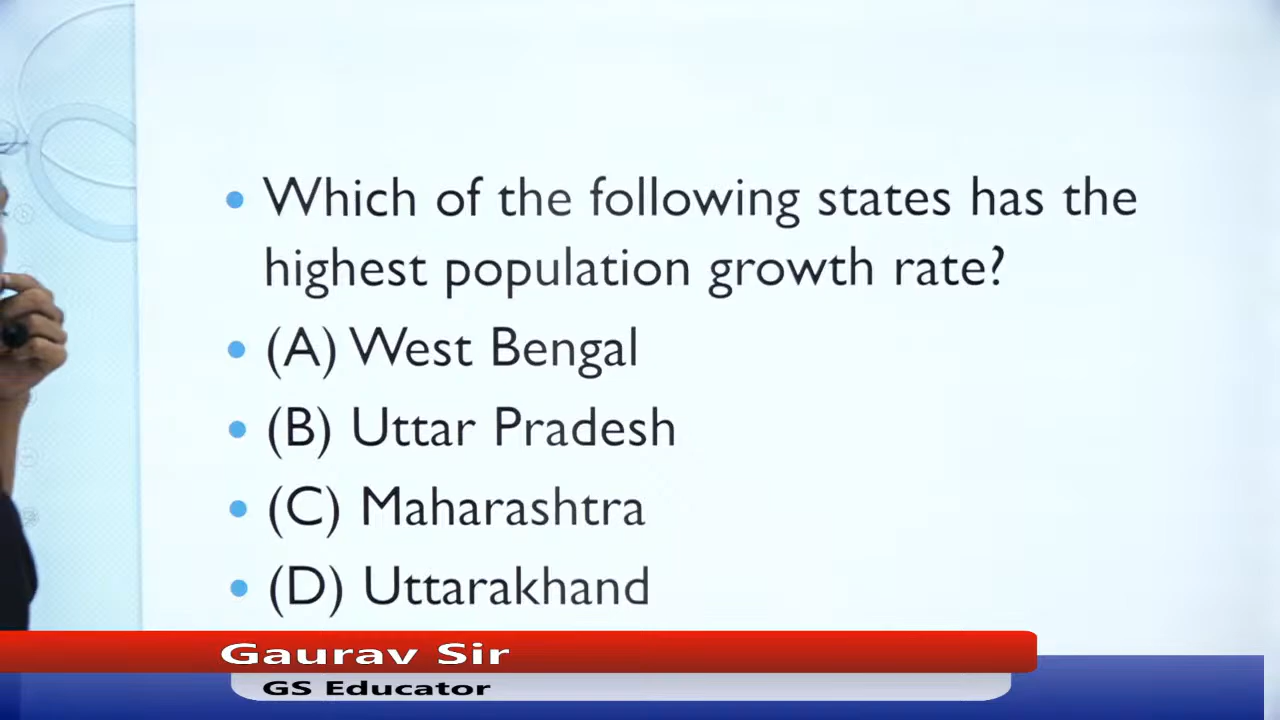 Which of the following states has the
highest population growth rate?
(A) West Bengal
(B) Uttar Pradesh
(C) Maharashtra
(D) Uttarakhand
Gaurav Sir
GS Educator